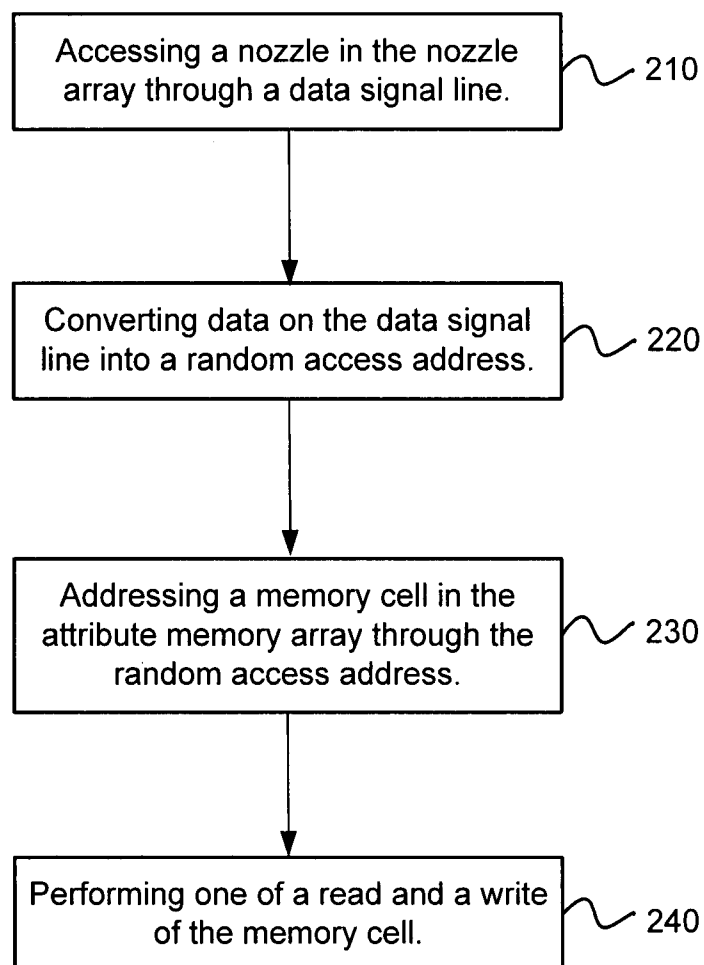 Accessing a nozzle in the nozzle
array through a data signal line.
210
Converting data on the data signal
line into a random access address.
220
Addressing a memory cell in the
attribute memory array through the
random access address.
230
Performing one of a read and a write
of the memory cell.
240